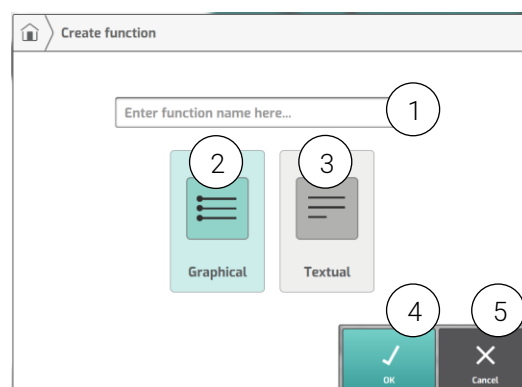 Create function
Enter function name here...
1
2
3
Graphical
Textual
4
5
OK
Cancel